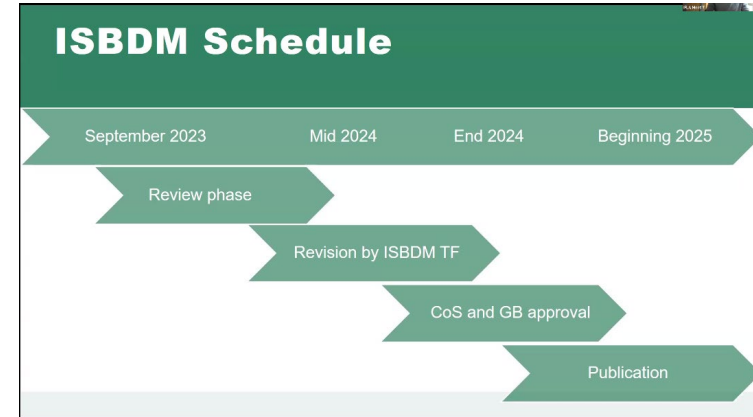 ISBDM Schedule
September 2023 Mid 2024 End 2024 Beginning 2025
Review phase
Revision by ISBDM TF
CoS and GB approval
Publication